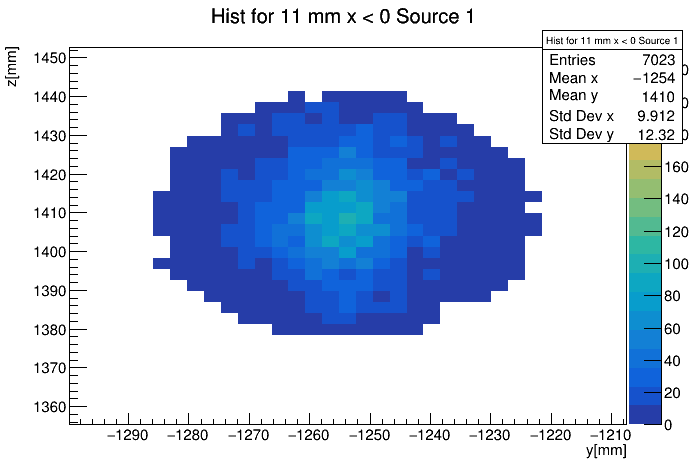 Hist for 11 mm x < 0 Source 1
z[mm]
1450
1440
1430
1420
1410
1400
1390
1380
1370
1360
−1290 −1280 −1270 −1260 −1250 −1240 −1230 −1220 −1210
y[mm]
Hist for 11 mm x < 0 Source 1
Entries 7023
Mean x −1254
Mean y 1410
Std Dev x 9.912
Std Dev y 12.32
160
140
120
100
80
60
40
20
0